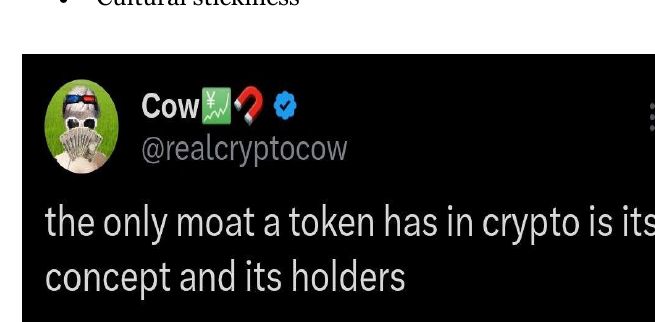 • Cultural stickiness
Cow💹🧲
@realcryptocow
the only moat a token has in crypto is its
concept and its holders